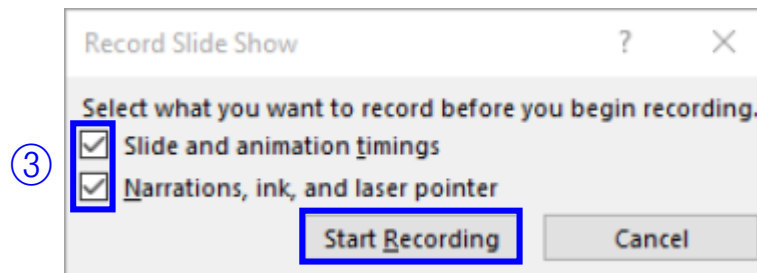 Record Slide Show ?
Select what you want to record before you begin recording.
Slide and animation timings
③
Narrations, ink, and laser pointer
Start Recording Cancel